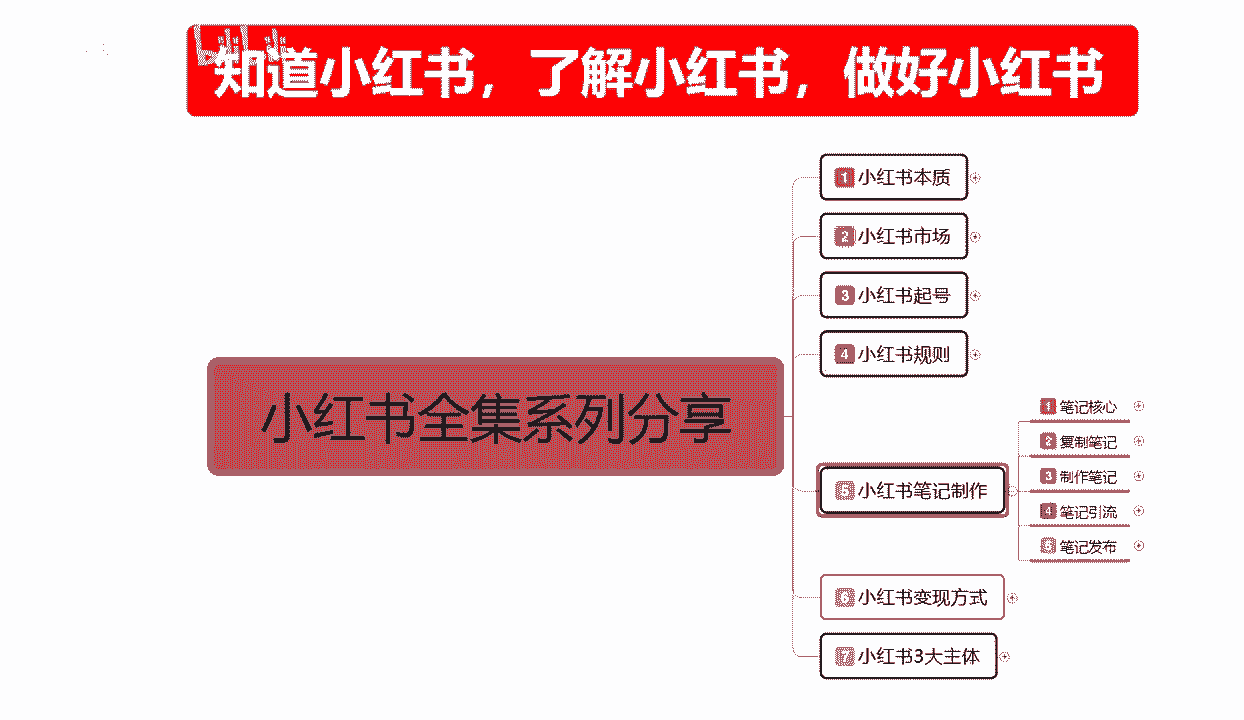 知道小红书，了解小红书，做好小红书
小红书全集系列分享
1 小红书本质
2 小红书市场
3 小红书起号
4 小红书规则
5 小红书笔记制作
1 笔记核心
2 复制笔记
3 制作笔记
4 笔记引流
5 笔记发布
6 小红书变现方式
7 小红书3大主体